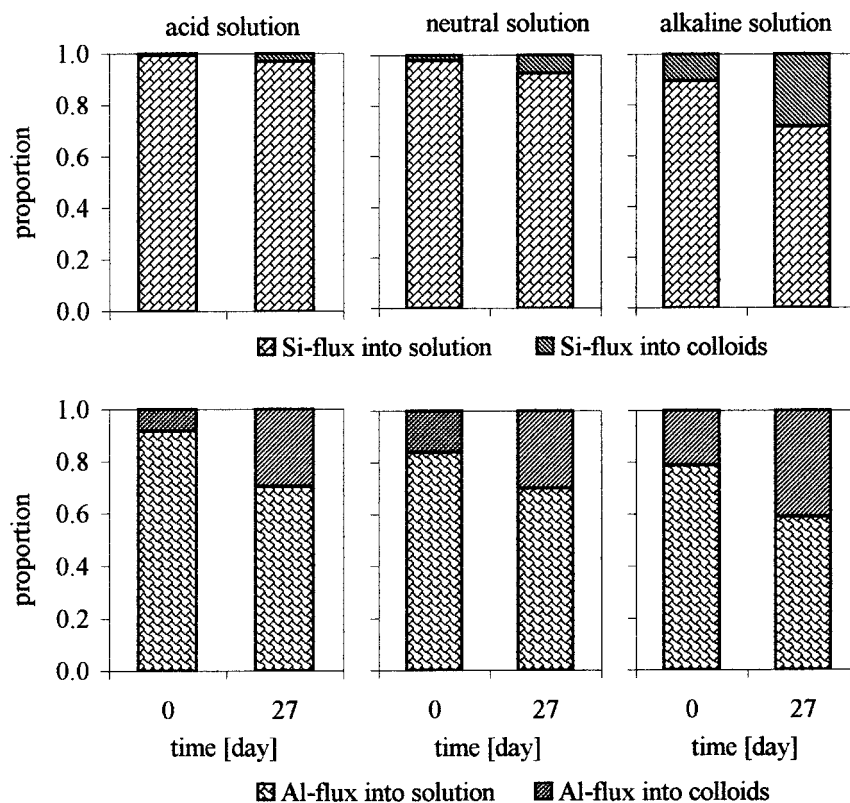 acid solution neutral solution alkaline solution
1.0
0.8
0.6
0.4
0.2
0.0
proportion
Si-flux into solution Si-flux into colloids
1.0
0.8
0.6
0.4
0.2
0.0
proportion
0 27 0 27 0 27
time [day] time [day] time [day]
Al-flux into solution Al-flux into colloids